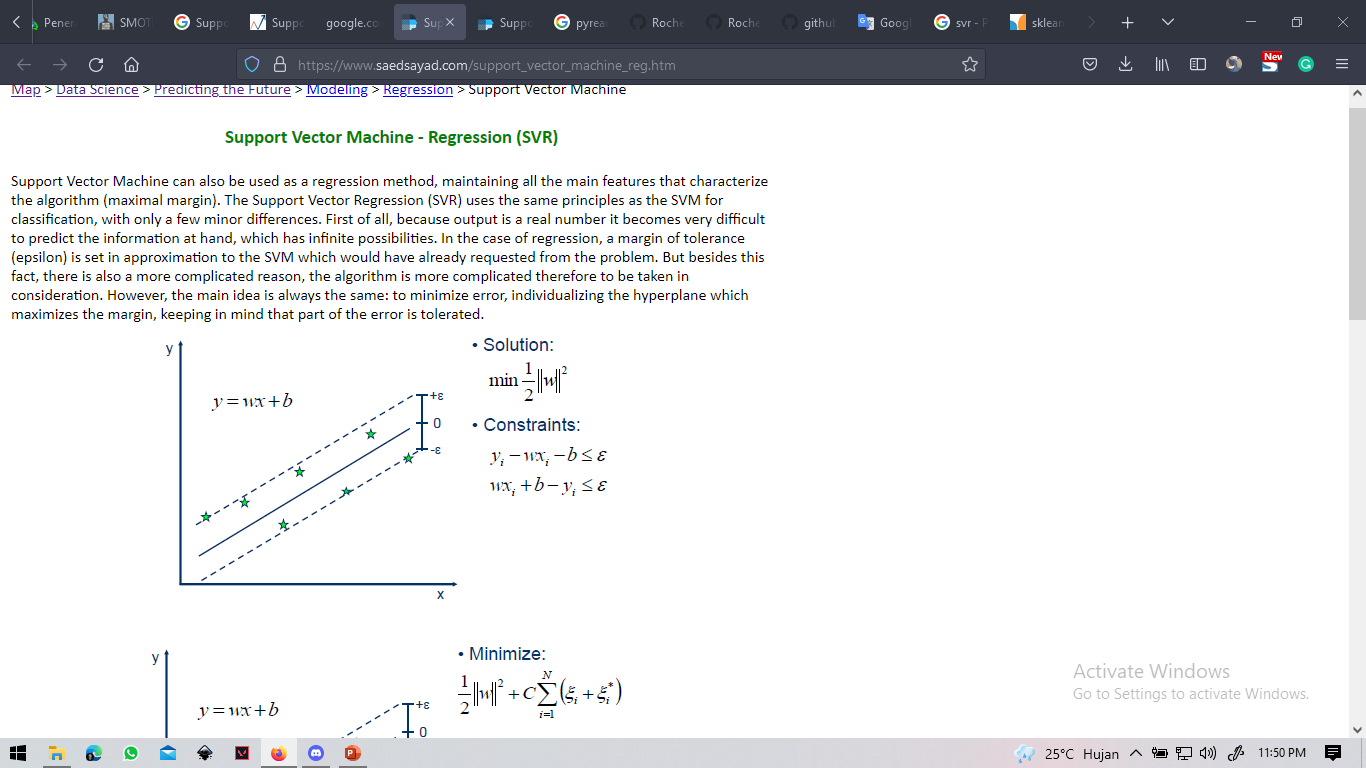 Pener
SMOT
Suppo
Suppo
google.co
Sup
Suppo
pyrea
Roche
Roche
github
Googl
svr - P
sklear
https://www.saedsayad.com/support_vector_machine_reg.htm
New
Map > Data Science > Predicting the Future > Modeling > Regression > Support Vector Machine
Support Vector Machine - Regression (SVR)
Support Vector Machine can also be used as a regression method, maintaining all the main features that characterize
the algorithm (maximal margin). The Support Vector Regression (SVR) uses the same principles as the SVM for
classification, with only a few minor differences. First of all, because output is a real number it becomes very difficult
to predict the information at hand, which has infinite possibilities. In the case of regression, a margin of tolerance
(epsilon) is set in approximation to the SVM which would have already requested from the problem. But besides this
fact, there is also a more complicated reason, the algorithm is more complicated therefore to be taken in
consideration. However, the main idea is always the same: to minimize error, individualizing the hyperplane which
maximizes the margin, keeping in mind that part of the error is tolerated.
y
y = wx + b
+ε
0
-ε
x
• Solution:
min 1/2 ||w||²
• Constraints:
yᵢ − wxᵢ − b ≤ ε
wxᵢ + b − yᵢ ≤ ε
y
y = wx + b
+ε
0
• Minimize:
1/2 ||w||² + C ∑ᵢ₌₁ᴺ (ξᵢ + ξᵢ*)
Activate Windows
Go to Settings to activate Windows.
25°C Hujan
11:50 PM